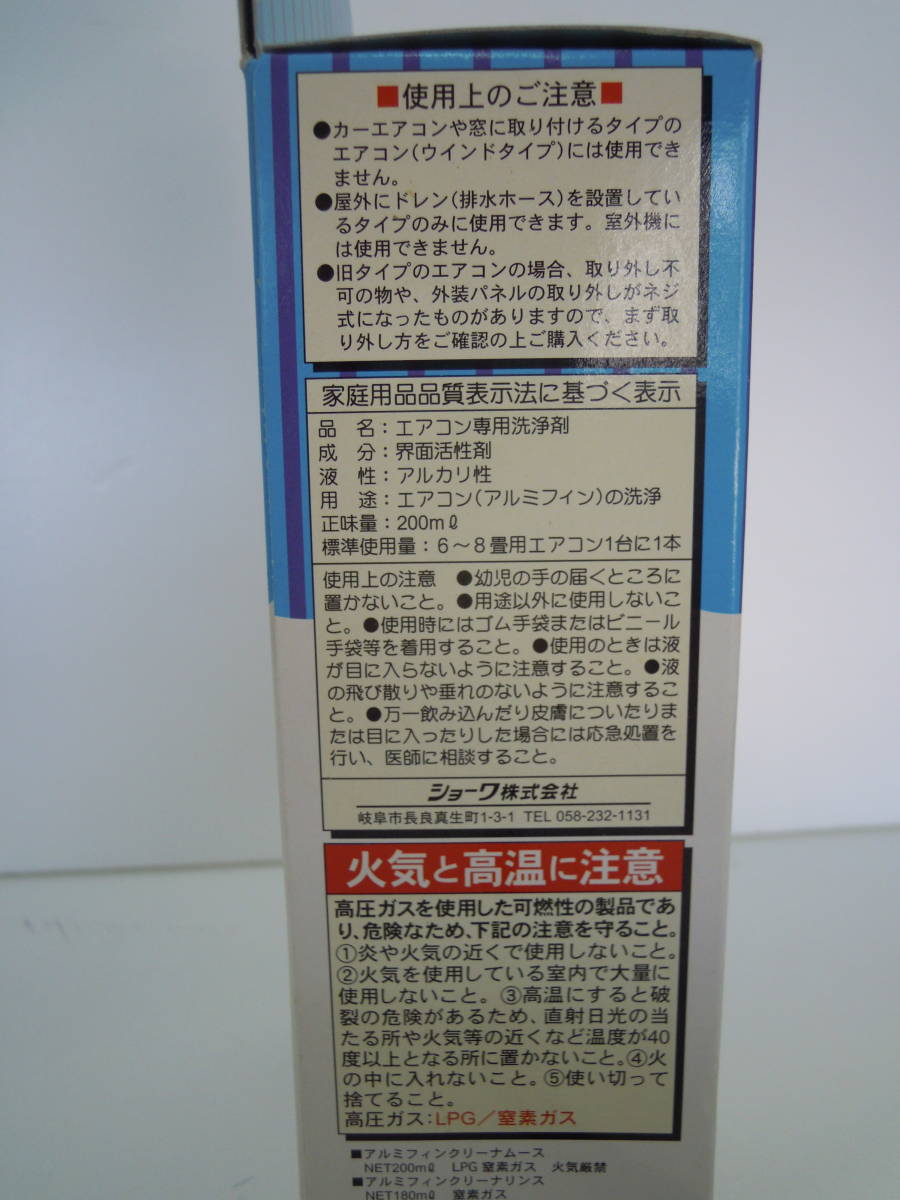 ■使用上のご注意■
●カーエアコンや窓に取り付けるタイプの
エアコン(ウインドタイプ)には使用でき
ません。
●屋外にドレン(排水ホース)を設置してい
るタイプのみに使用できます。室外機に
は使用できません。
●旧タイプのエアコンの場合、取り外し不
可の物や、外装パネルの取り外しがネジ
式になったものがありますので、まず取
り外し方をご確認の上ご購入ください。
家庭用品品質表示法に基づく表示
品 名:エアコン専用洗浄剤
成 分:界面活性剤
液 性:アルカリ性
用 途:エアコン(アルミフイン)の洗浄
正味量:200mℓ
標準使用量:6〜8畳用エアコン1台に1本
使用上の注意 ●幼児の手の届くところに
置かないこと。●用途以外に使用しないこ
と。●使用時にはゴム手袋またはビニール
手袋等を着用すること。●使用のときは液
が目に入らないように注意すること。●液
の飛び散りや垂れのないように注意するこ
と。●万一飲み込んだり皮膚についたりま
たは目に入ったりした場合には応急処置を
行い、医師に相談すること。
ショーワ株式会社
岐阜市長良真生町1-3-1 TEL 058-232-1131
火気と高温に注意
高圧ガスを使用した可燃性の製品であ
り、危険なため、下記の注意を守ること。
①炎や火気の近くで使用しないこと。
②火気を使用している室内で大量に
使用しないこと。③高温にすると破
裂の危険があるため、直射日光の当
たる所や火気等の近くなど温度が40
度以上となる所に置かないこと。④火
の中に入れないこと。⑤使い切って
捨てること。
高圧ガス:LPG/窒素ガス
■アルミフィンクリーナムース
NET200mℓ LPG 窒素ガス 火気厳禁
■アルミフィンクリーナリンス
NET180mℓ 窒素ガス